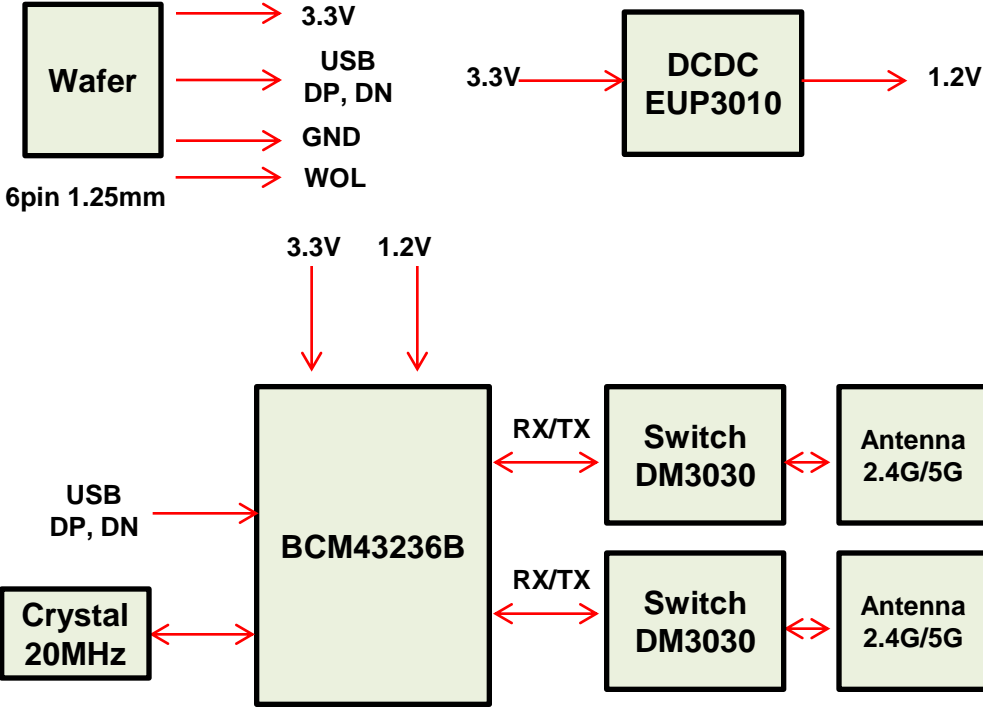 Wafer
3.3V
USB
DP, DN
GND
WOL
6pin 1.25mm
3.3V
DCDC
EUP3010
1.2V
3.3V
1.2V
USB
DP, DN
Crystal
20MHz
BCM43236B
RX/TX
Switch
DM3030
Antenna
2.4G/5G
RX/TX
Switch
DM3030
Antenna
2.4G/5G